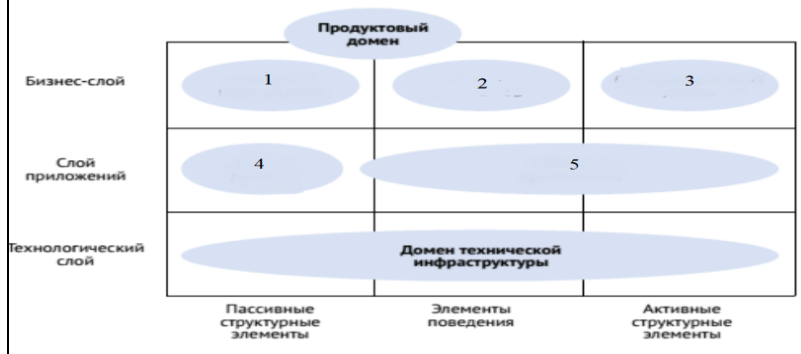 Продуктовый
домен
Бизнес-слой
1
2
3
Слой
приложений
4
5
Технологический
слой
Домен технической
инфраструктуры
Пассивные
структурные
элементы
Элементы
поведения
Активные
структурные
элементы